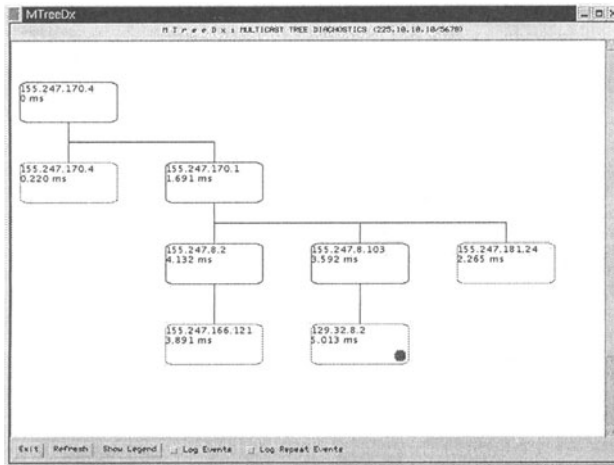 MTreeDx
M T r e e D x : MULTICAST TREE DIAGNOSTICS (225.10.10.10/5678)
155.247.170.4
0 ms
155.247.170.4
0.220 ms
155.247.170.1
1.691 ms
155.247.8.2
4.132 ms
155.247.8.103
3.592 ms
155.247.181.24
2.265 ms
155.247.166.121
3.891 ms
129.32.8.2
5.013 ms
Exit Refresh Show Legend Log Events Log Repeat Events